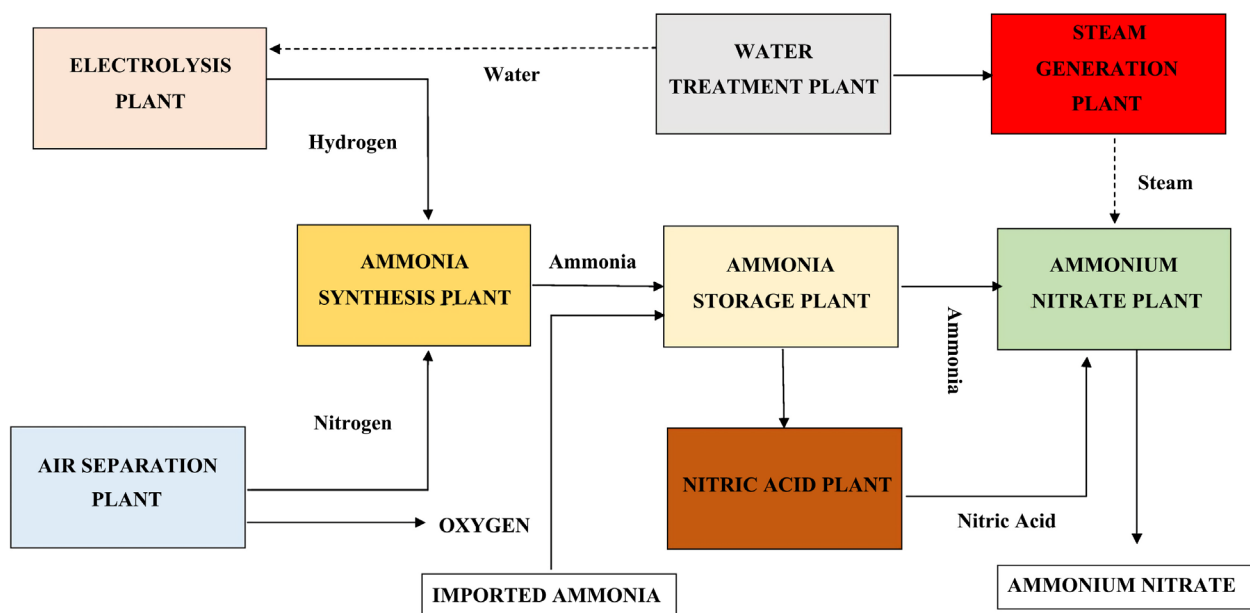 ELECTROLYSIS
PLANT
Water
WATER
TREATMENT PLANT
STEAM
GENERATION
PLANT
Hydrogen
Steam
AMMONIA
SYNTHESIS PLANT
Ammonia
AMMONIA
STORAGE PLANT
Ammonia
AMMONIUM
NITRATE PLANT
Nitrogen
AIR SEPARATION
PLANT
OXYGEN
NITRIC ACID PLANT
Nitric Acid
IMPORTED AMMONIA
AMMONIUM NITRATE